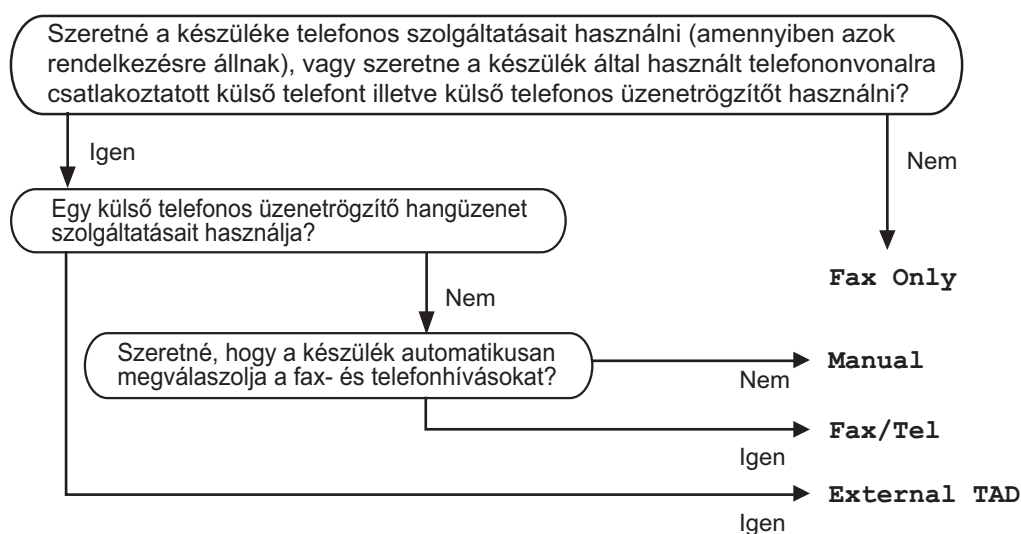 Szeretné a készüléke telefonos szolgáltatásait használni (amennyiben azok
rendelkezésre állnak), vagy szeretne a készülék által használt telefononvonalra
csatlakoztatott külső telefont illetve külső telefonos üzenetrögzítőt használni?
Igen
Nem
Egy külső telefonos üzenetrögzítő hangüzenet
szolgáltatásait használja?
Fax Only
Nem
Szeretné, hogy a készülék automatikusan
megválaszolja a fax- és telefonhívásokat?
Manual
Nem
Fax/Tel
Igen
External TAD
Igen